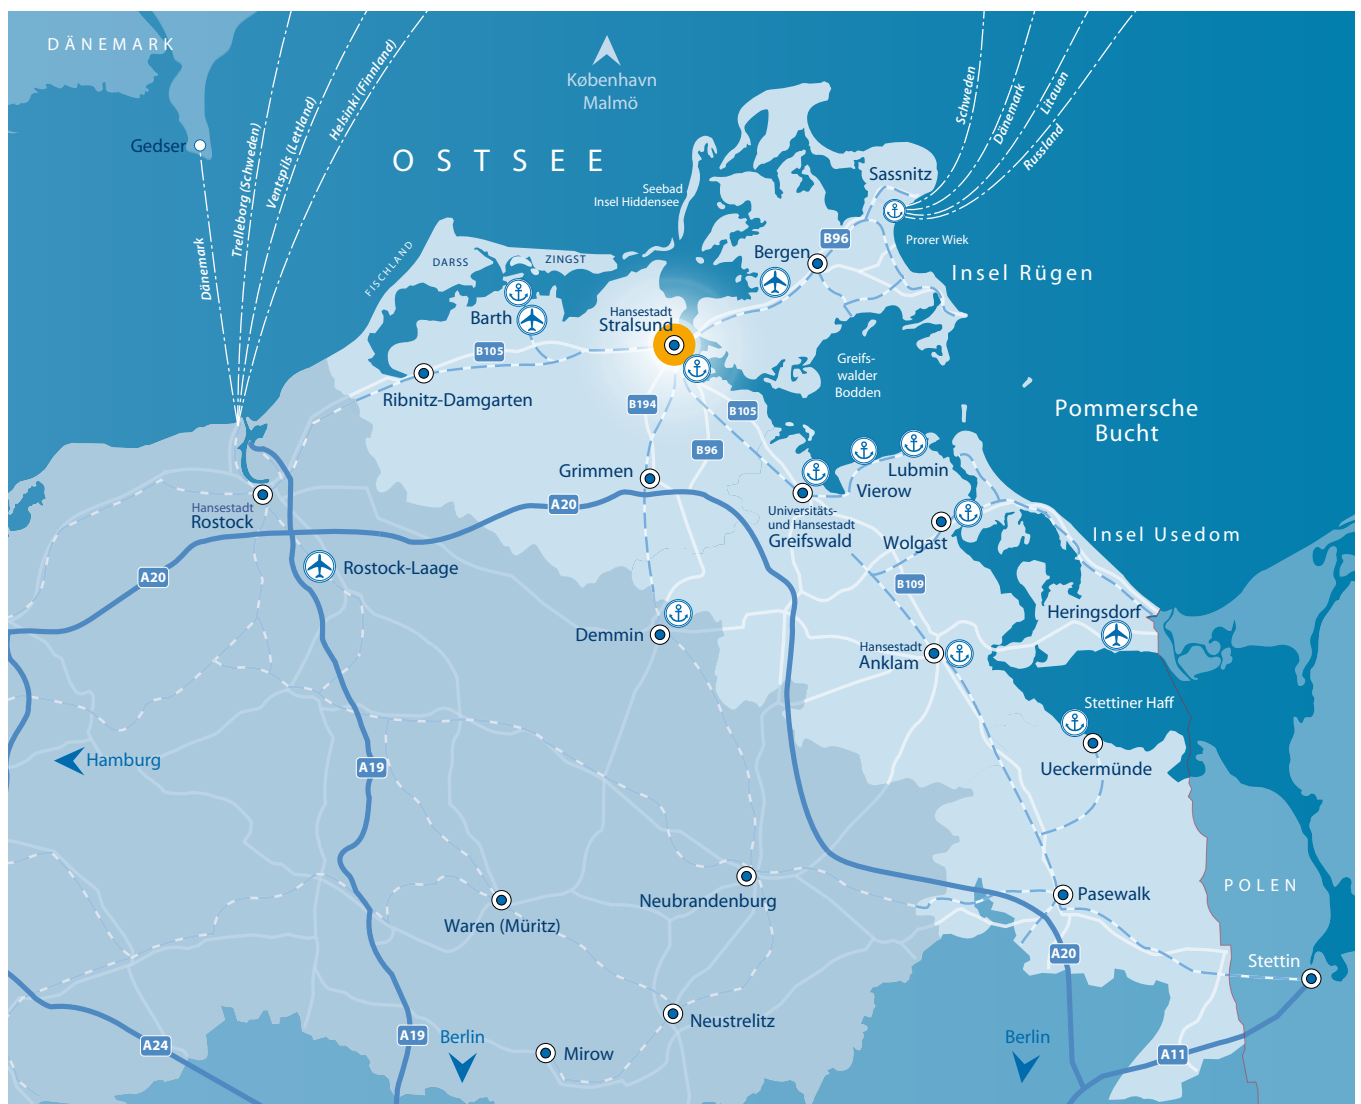 DÄNEMARK
København
Malmö
Gedser
Dänemark
Trelleborg (Schweden)
Ventspils (Lettland)
Helsinki (Finnland)
OSTSEE
Schweden
Dänemark
Litauen
Russland
Seebad
Insel Hiddensee
Sassnitz
Prorer Wiek
B96
Bergen
Insel Rügen
FISCHLAND
DARSS
ZINGST
Barth
Hansestadt
Stralsund
B105
Ribnitz-Damgarten
Greifs-
walder
Bodden
B194
B105
B96
Pommersche
Bucht
Grimmen
Lubmin
Vierow
Hansestadt
Rostock
A20
Universitäts-
und Hansestadt
Greifswald
Wolgast
Insel Usedom
A20
Rostock-Laage
B109
Heringsdorf
Demmin
Hansestadt
Anklam
Stettiner Haff
Hamburg
A19
Ueckermünde
Neubrandenburg
Waren (Müritz)
Pasewalk
POLEN
A20
Stettin
Neustrelitz
A24
A19
Berlin
Mirow
Berlin
A11